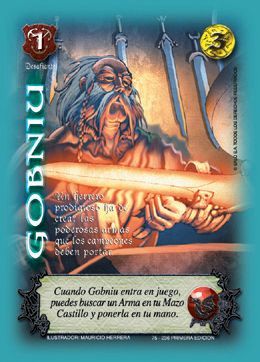 1
3
Desafiante
GOBNIU
Un herrero
prodigioso ha de
crear las
poderosas armas
que los campeones
deben portar.
Cuando Gobniu entra en juego,
puedes buscar un Arma en tu Mazo
Castillo y ponerla en tu mano.
ILUSTRADOR: MAURICIO HERRERA
PRIMERA EDICION